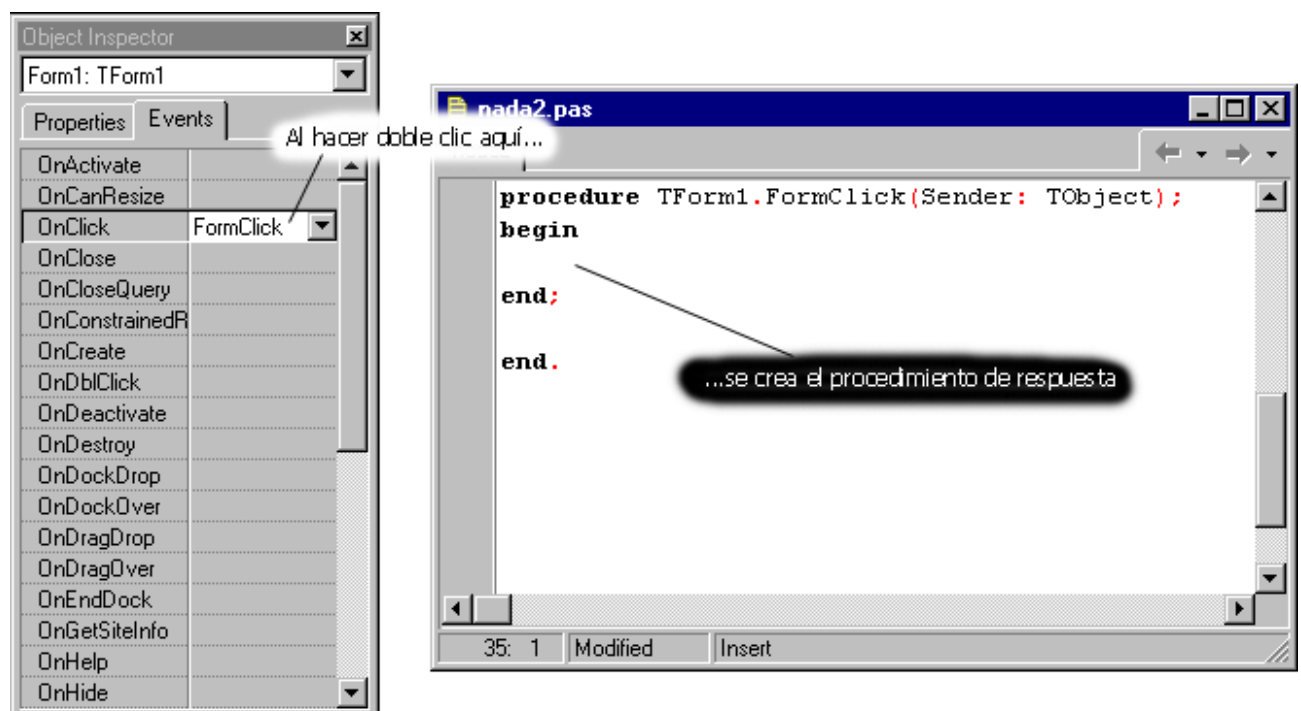 Object Inspector
Form1: TForm1
Properties Events
Al hacer doble clic aquí...
OnActivate
OnCanResize
OnClick FormClick
OnClose
OnCloseQuery
OnConstrainedR
OnCreate
OnDblClick
OnDeactivate
OnDestroy
OnDockDrop
OnDockOver
OnDragDrop
OnDragOver
OnEndDock
OnGetSiteInfo
OnHelp
OnHide
nada2.pas
procedure TForm1.FormClick(Sender: TObject);
begin
end;
end.
...se crea el procedimiento de respuesta
35: 1 Modified Insert